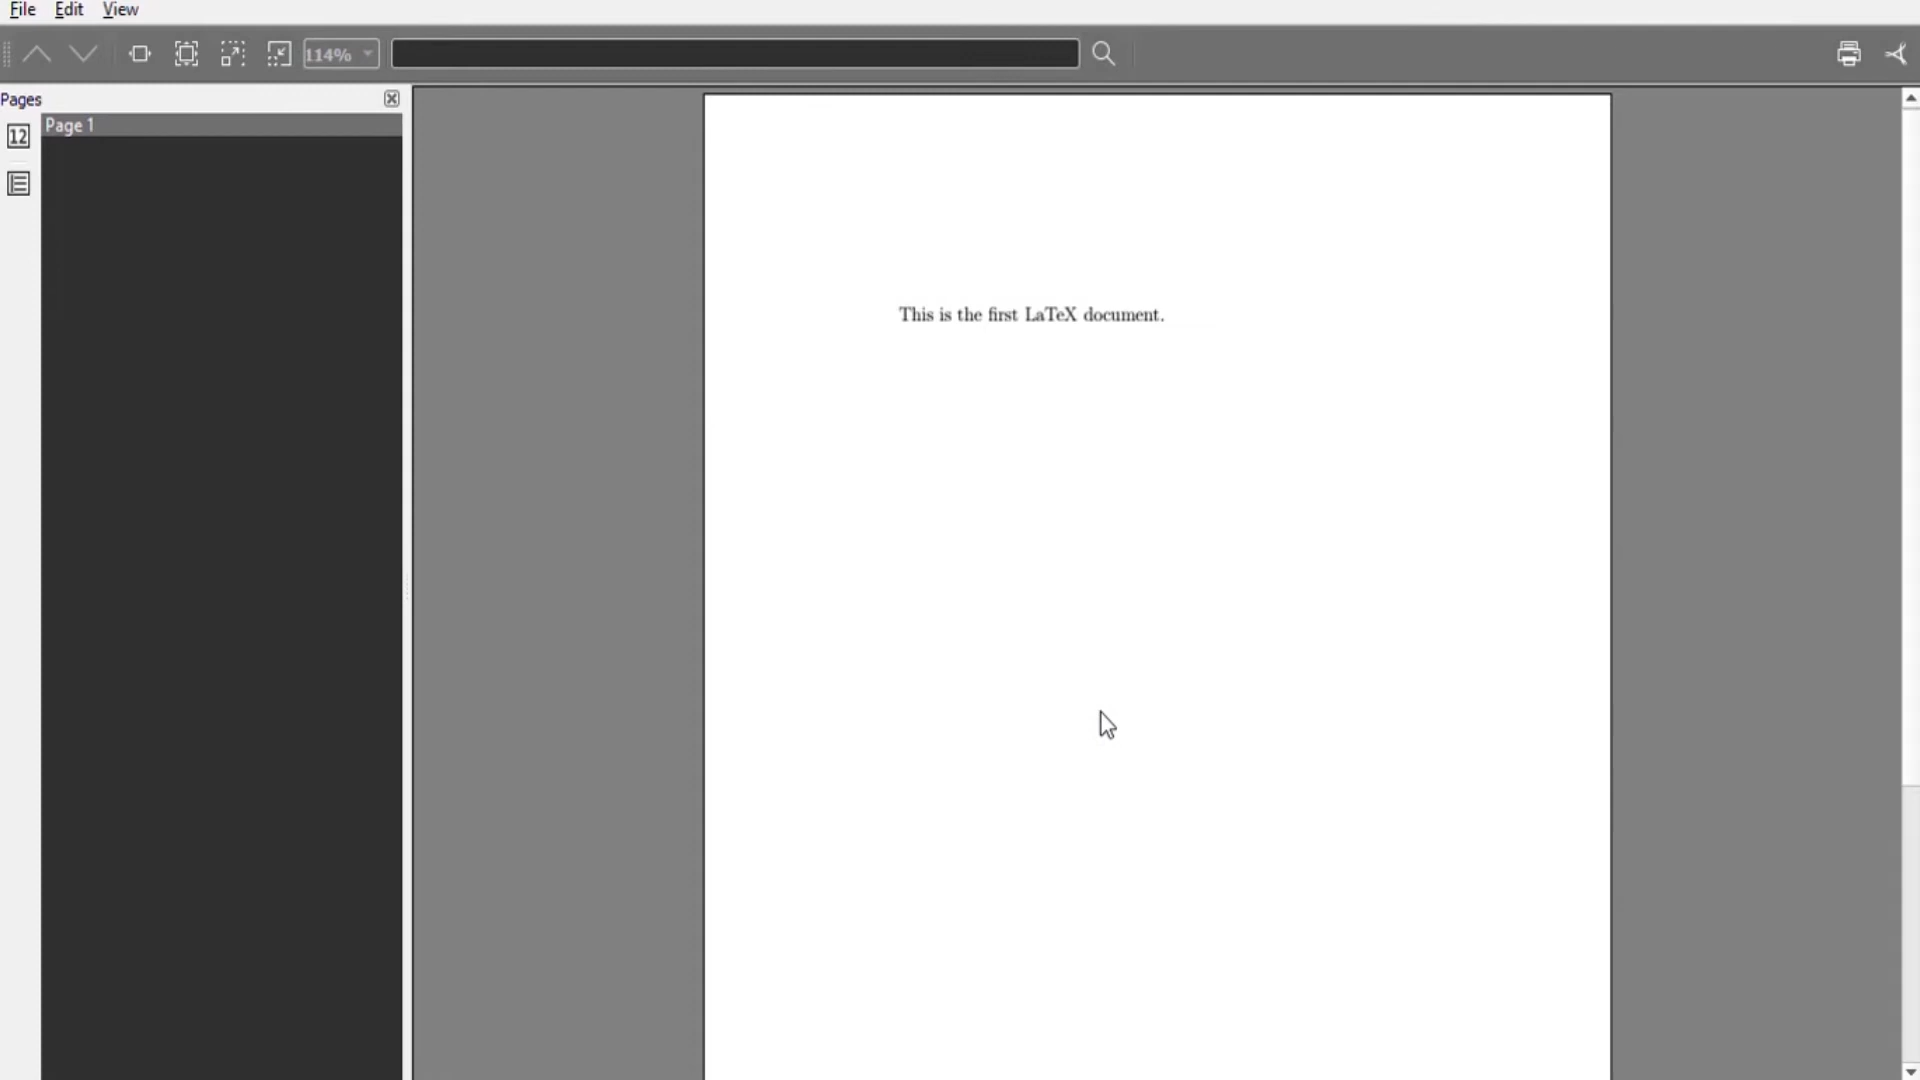 File Edit View
114%
Pages
Page 1
12
This is the first LaTeX document.